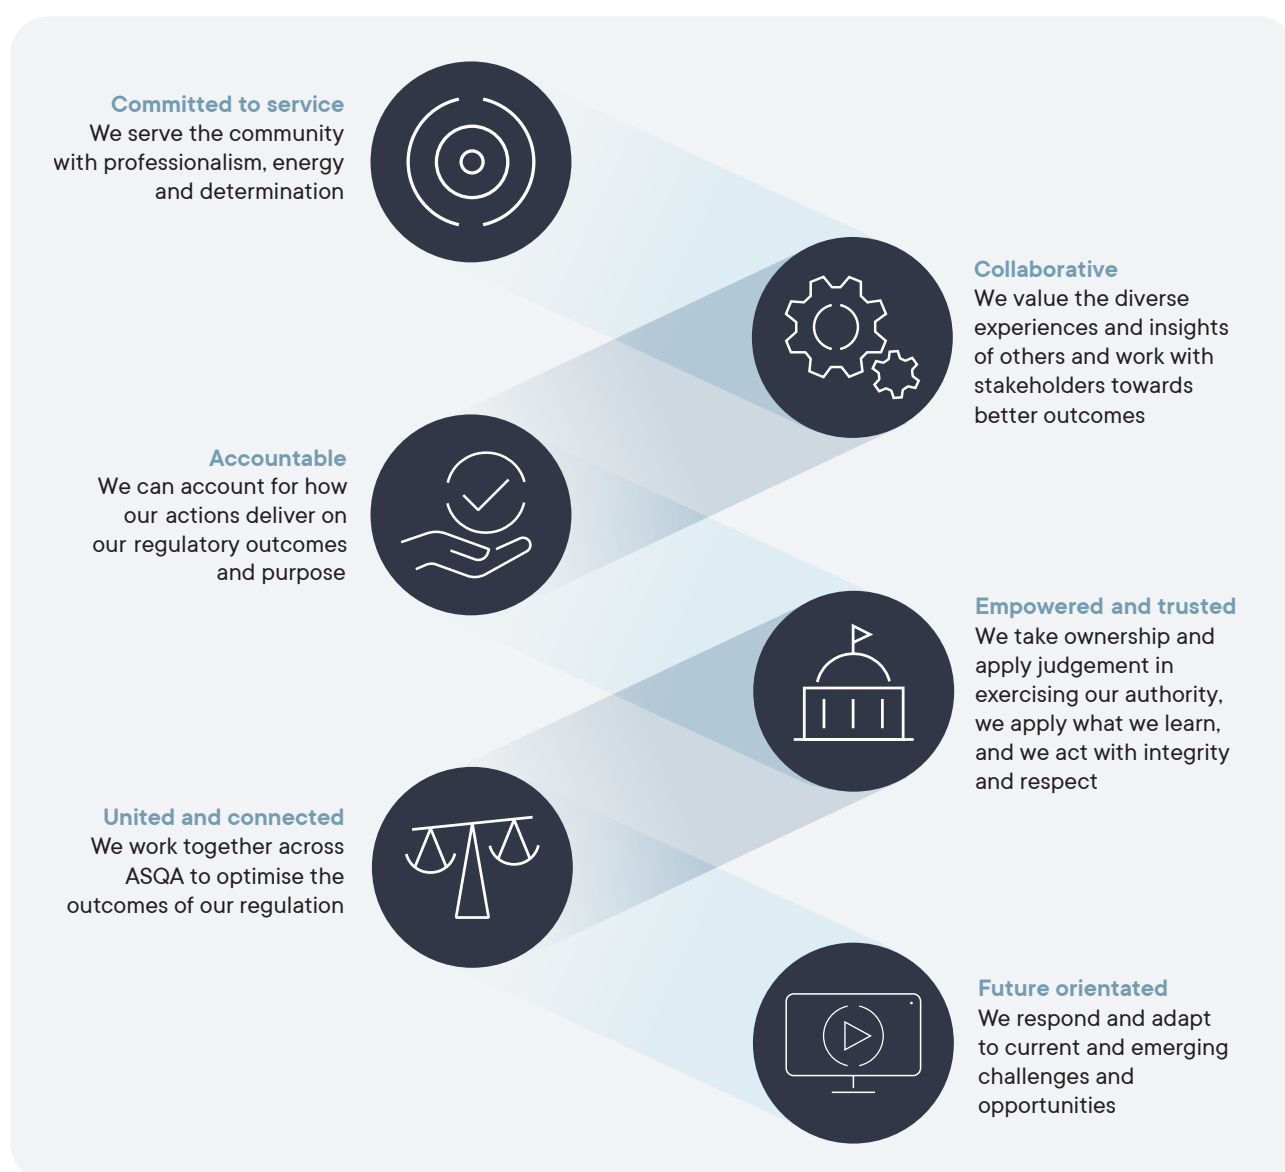 Committed to service
We serve the community
with professionalism, energy
and determination
Collaborative
We value the diverse
experiences and insights
of others and work with
stakeholders towards
better outcomes
Accountable
We can account for how
our actions deliver on
our regulatory outcomes
and purpose
Empowered and trusted
We take ownership and
apply judgement in
exercising our authority,
we apply what we learn,
and we act with integrity
and respect
United and connected
We work together across
ASQA to optimise the
outcomes of our regulation
Future orientated
We respond and adapt
to current and emerging
challenges and
opportunities